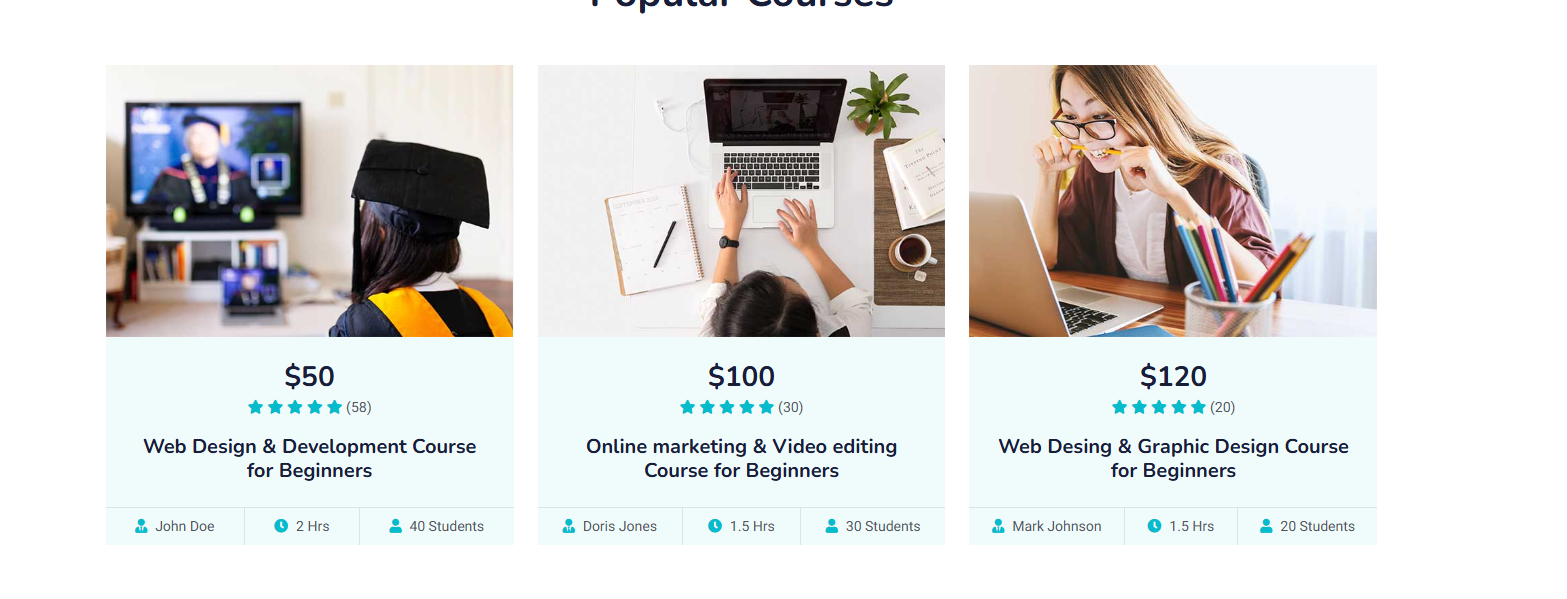 Popular Courses
$50
(58)
Web Design & Development Course
for Beginners
John Doe
2 Hrs
40 Students
$100
(30)
Online marketing & Video editing
Course for Beginners
Doris Jones
1.5 Hrs
30 Students
$120
(20)
Web Desing & Graphic Design Course
for Beginners
Mark Johnson
1.5 Hrs
20 Students